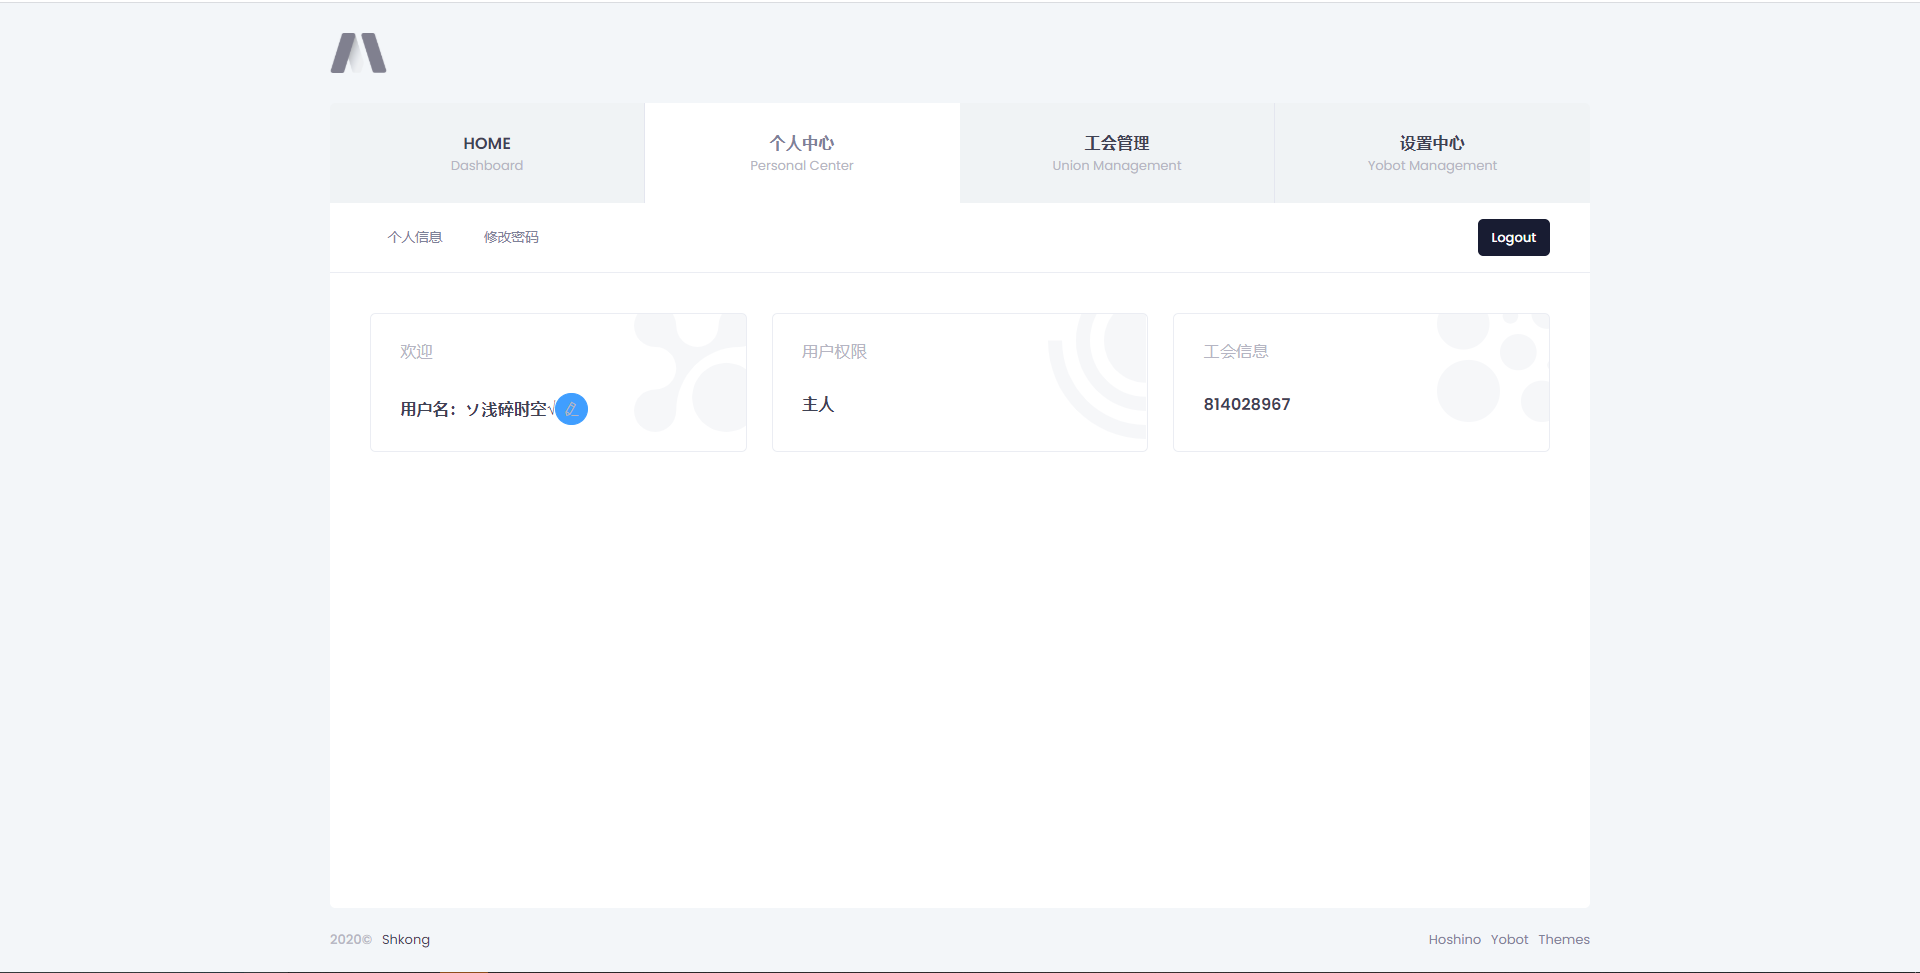 HOME
Dashboard
个人中心
Personal Center
工会管理
Union Management
设置中心
Yobot Management
个人信息
修改密码
Logout
欢迎
用户名：ソ浅碎时空√
用户权限
主人
工会信息
814028967
2020© Shkong
Hoshino Yobot Themes